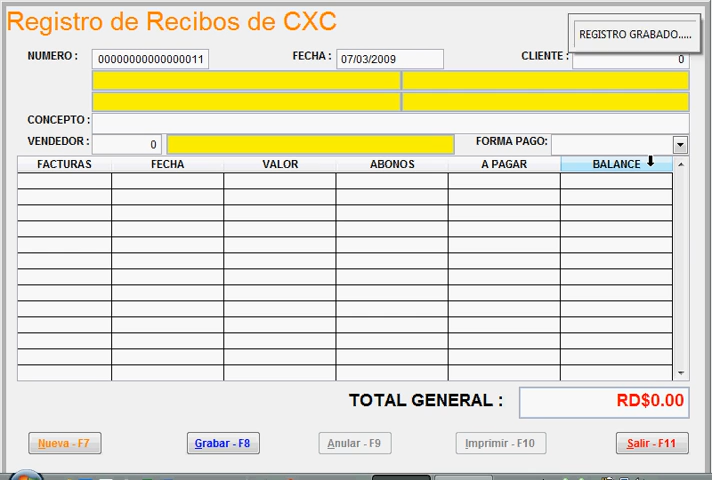 Registro de Recibos de CXC
REGISTRO GRABADO.....
NUMERO : 00000000000000011 FECHA : 07/03/2009 CLIENTE : 0
CONCEPTO :
VENDEDOR : 0 FORMA PAGO:
FACTURAS FECHA VALOR ABONOS A PAGAR BALANCE
TOTAL GENERAL : RD$0.00
Nueva - F7 Grabar - F8 Anular - F9 Imprimir - F10 Salir - F11